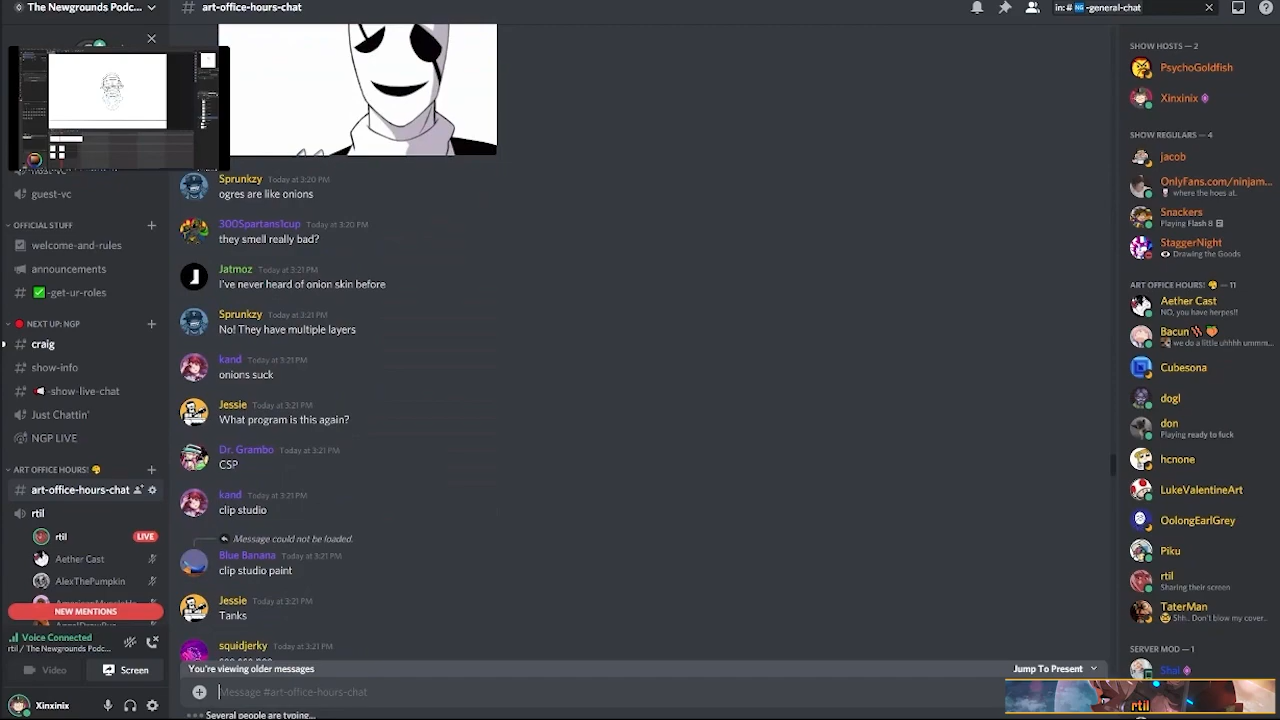 The Newgrounds Podc...
# art-office-hours-chat
in:# NG -general-chat
guest-vc
OFFICIAL STUFF
welcome-and-rules
announcements
-get-ur-roles
NEXT UP: NGP
craig
show-info
-show-live-chat
Just Chattin'
NGP LIVE
ART OFFICE HOURS!
art-office-hours-chat
rtil
rtil LIVE
Aether Cast
AlexThePumpkin
NEW MENTIONS
Voice Connected
rtil / The Newgrounds Podc...
Video
Screen
Xinxinix
Sprunkzy Today at 3:20 PM
ogres are like onions
300Spartans1cup Today at 3:20 PM
they smell really bad?
Jatmoz Today at 3:21 PM
I've never heard of onion skin before
Sprunkzy Today at 3:21 PM
No! They have multiple layers
kand Today at 3:21 PM
onions suck
Jessie Today at 3:21 PM
What program is this again?
Dr. Grambo Today at 3:21 PM
CSP
kand Today at 3:21 PM
clip studio
Message could not be loaded.
Blue Banana Today at 3:21 PM
clip studio paint
Jessie Today at 3:21 PM
Tanks
squidjerky Today at 3:21 PM
You're viewing older messages
Jump To Present
Message #art-office-hours-chat
Several people are typing...
SHOW HOSTS — 2
PsychoGoldfish
Xinxinix
SHOW REGULARS — 4
jacob
OnlyFans.com/ninjam...
where the hoes at.
Snackers
Playing Flash 8
StaggerNight
Drawing the Goods
ART OFFICE HOURS! — 11
Aether Cast
NO, you have herpes!!
Bacun
we do a little uhhhh ummm...
Cubesona
dogl
don
Playing ready to fuck
hcnone
LukeValentineArt
OolongEarlGrey
Piku
rtil
Sharing their screen
TaterMan
Shh.. Don't blow my cover..
SERVER MOD — 1
Shal
rtil